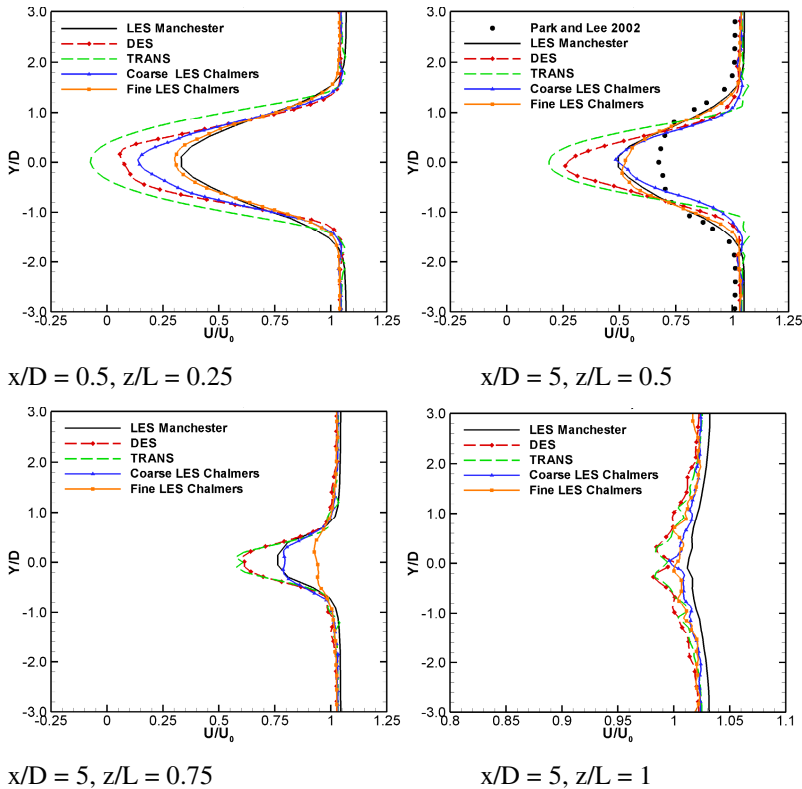 3.0
2.0
1.0
0.0
-1.0
-2.0
-3.0
Y/D
LES Manchester
DES
TRANS
Coarse LES Chalmers
Fine LES Chalmers
-0.25 0 0.25 0.5 0.75 1 1.25
U/U0
x/D = 0.5, z/L = 0.25
3.0
2.0
1.0
0.0
-1.0
-2.0
-3.0
Y/D
Park and Lee 2002
LES Manchester
DES
TRANS
Coarse LES Chalmers
Fine LES Chalmers
-0.25 0 0.25 0.5 0.75 1 1.25
U/U0
x/D = 5, z/L = 0.5
3.0
2.0
1.0
0.0
-1.0
-2.0
-3.0
Y/D
LES Manchester
DES
TRANS
Coarse LES Chalmers
Fine LES Chalmers
-0.25 0 0.25 0.5 0.75 1 1.25
U/U0
x/D = 5, z/L = 0.75
3.0
2.0
1.0
0.0
-1.0
-2.0
-3.0
Y/D
LES Manchester
DES
TRANS
Coarse LES Chalmers
Fine LES Chalmers
0.8 0.85 0.9 0.95 1 1.05 1.1
U/U0
x/D = 5, z/L = 1